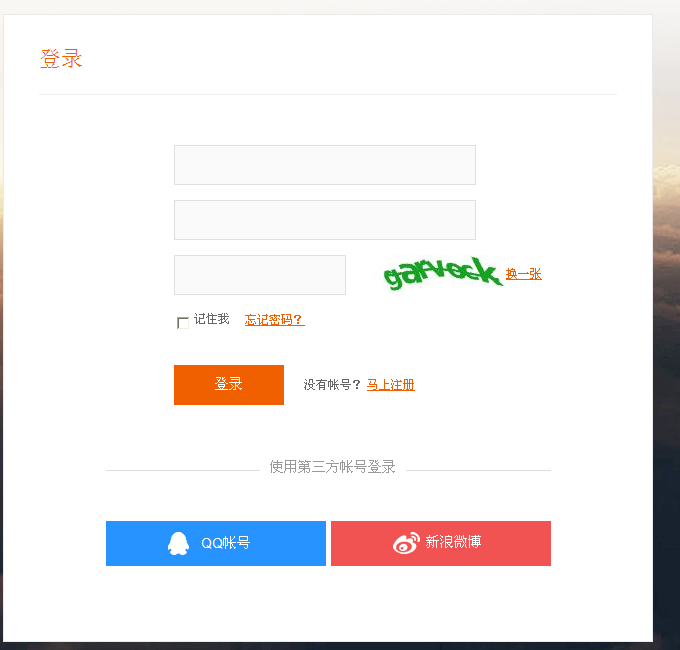 登录
garveck 换一张
记住我 忘记密码？
登录 没有帐号？ 马上注册
使用第三方帐号登录
QQ帐号 新浪微博